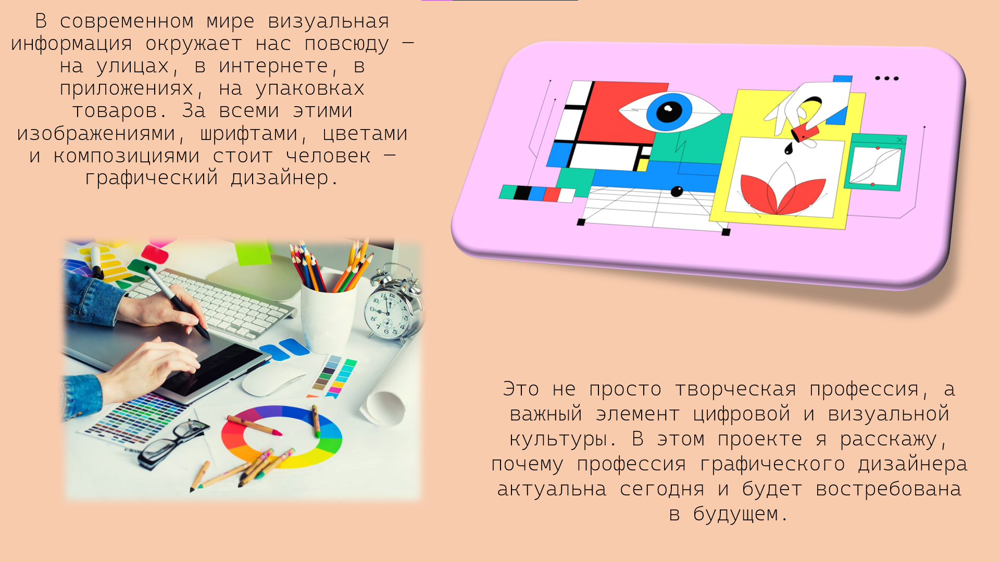 В современном мире визуальная
информация окружает нас повсюду —
на улицах, в интернете, в
приложениях, на упаковках
товаров. За всеми этими
изображениями, шрифтами, цветами
и композициями стоит человек —
графический дизайнер.
Это не просто творческая профессия, а
важный элемент цифровой и визуальной
культуры. В этом проекте я расскажу,
почему профессия графического дизайнера
актуальна сегодня и будет востребована
в будущем.